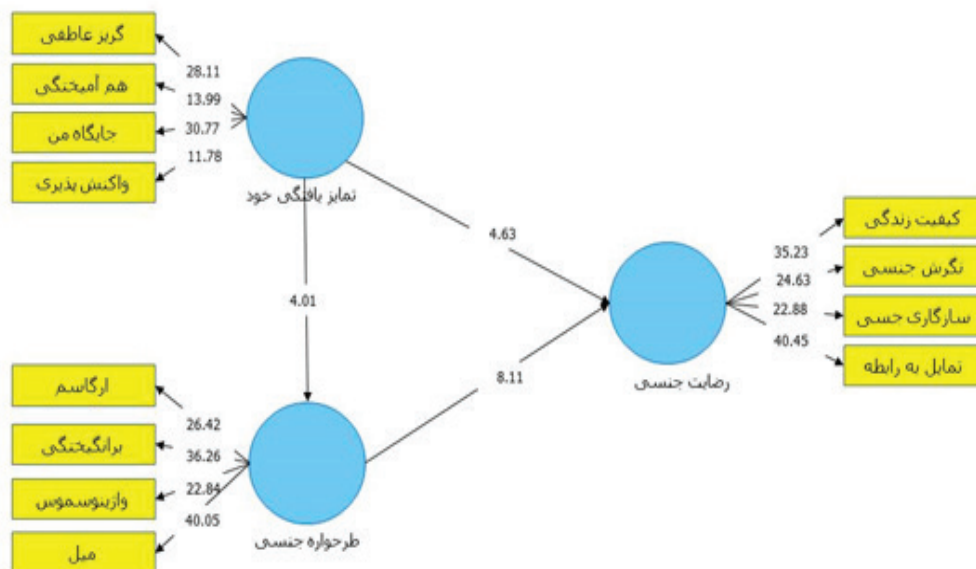 گریز عاطفی
هم آمیختگی
جایگاه من
واکنش پذیری
28.11
13.99
30.77
11.78
تمایز یافتگی خود
4.63
4.01
8.11
کیفیت زندگی
نگرش جنسی
سازگاری جسی
تمایل به رابطه
35.23
24.63
22.88
40.45
رضایت جنسی
ارگاسم
برانگیختگی
واژینوسموس
میل
26.42
36.26
22.84
40.05
طرحواره جنسی